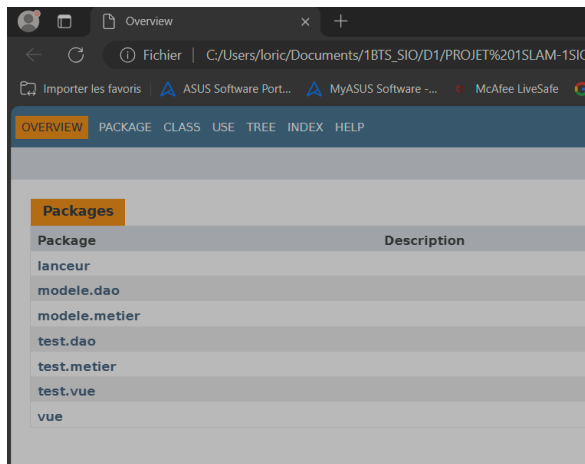 Overview
Fichier | C:/Users/loric/Documents/1BTS_SIO/D1/PROJET%201SLAM-1SIO
Importer les favoris ASUS Software Port... MyASUS Software -... McAfee LiveSafe
OVERVIEW PACKAGE CLASS USE TREE INDEX HELP
Packages
Package Description
lanceur
modele.dao
modele.metier
test.dao
test.metier
test.vue
vue